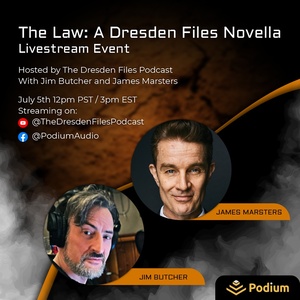 The Law: A Dresden Files Novella
Livestream Event
Hosted by The Dresden Files Podcast
With Jim Butcher and James Marsters
July 5th 12pm PST / 3pm EST
Streaming on:
@TheDresdenFilesPodcast
@PodiumAudio
JAMES MARSTERS
JIM BUTCHER
Podium